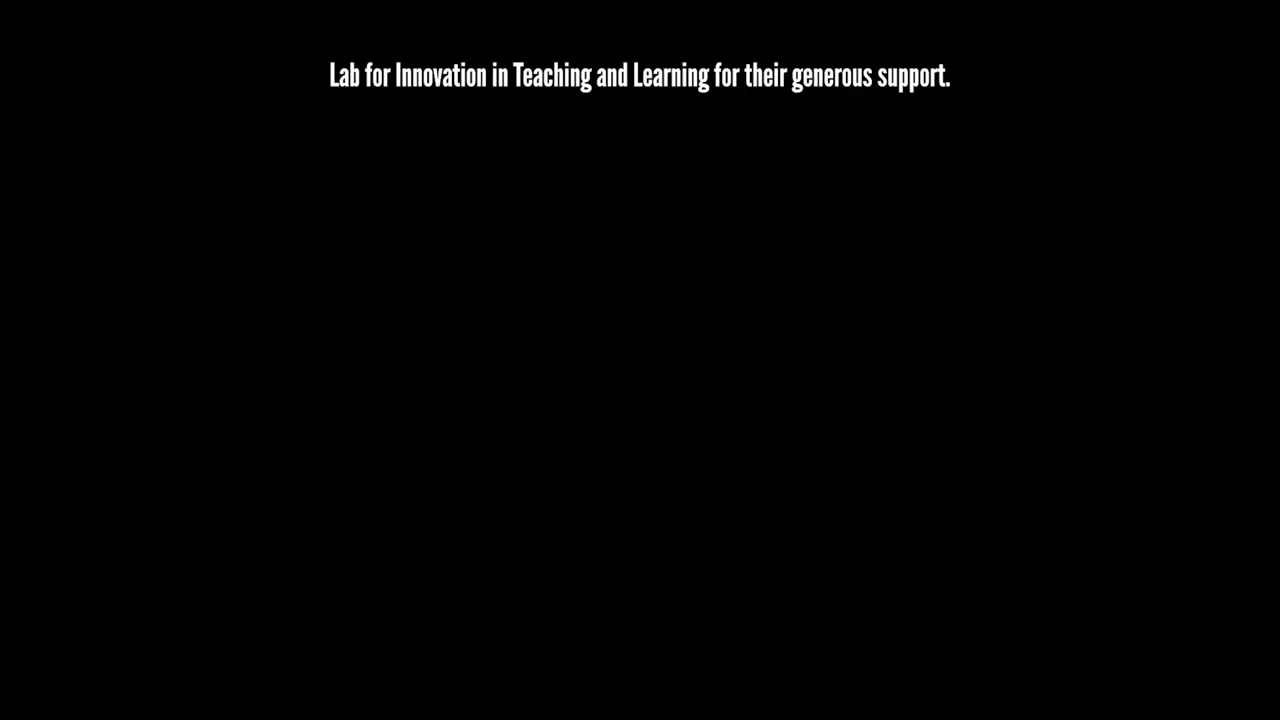 Lab for Innovation in Teaching and Learning for their generous support.